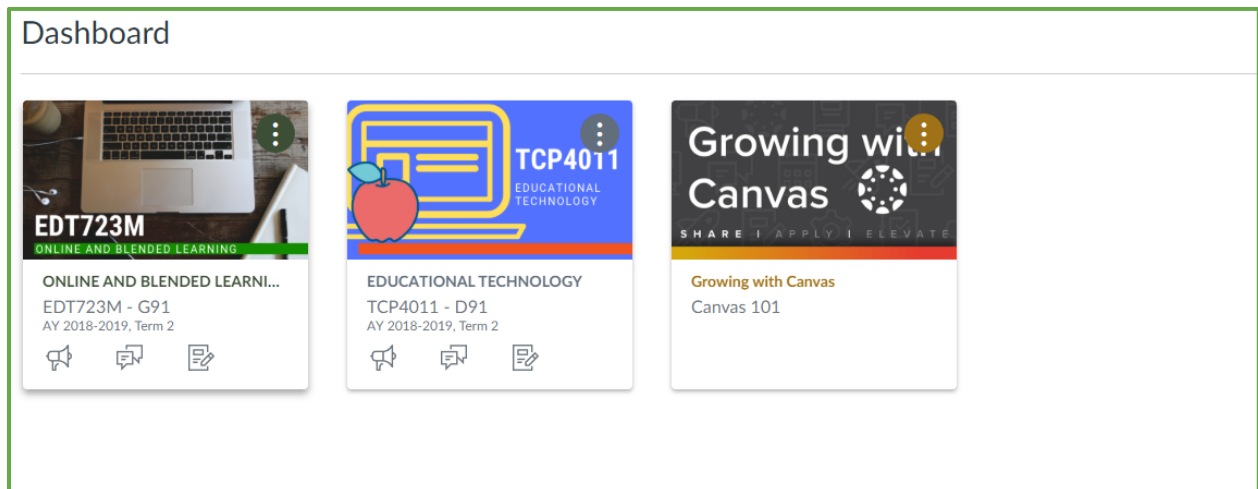 Dashboard
EDT723M
ONLINE AND BLENDED LEARNING
ONLINE AND BLENDED LEARNI...
EDT723M - G91
AY 2018-2019, Term 2
TCP4011
EDUCATIONAL
TECHNOLOGY
EDUCATIONAL TECHNOLOGY
TCP4011 - D91
AY 2018-2019, Term 2
Growing with
Canvas
SHARE | APPLY | ELEVATE
Growing with Canvas
Canvas 101